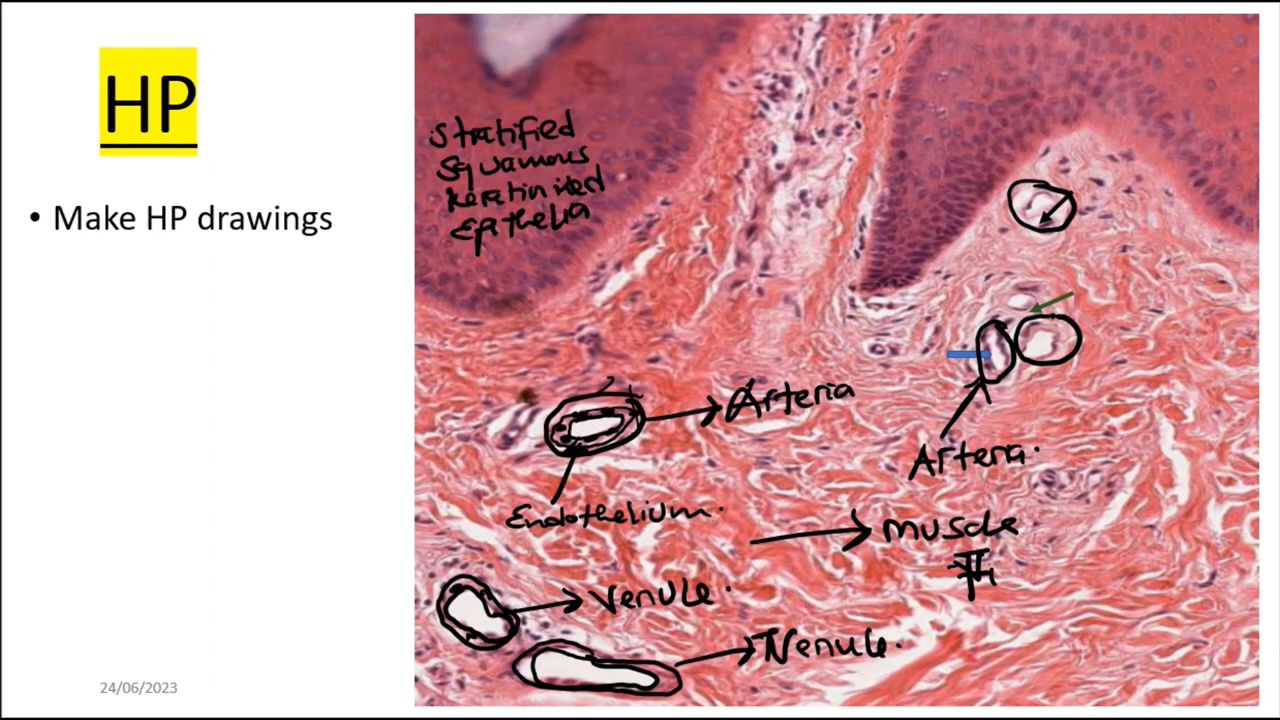 HP
• Make HP drawings
Stratified
Squamous
Keratinized
Epithelia
Arteria
Arteria.
Endothelium.
muscle
Venule.
Venule.
24/06/2023